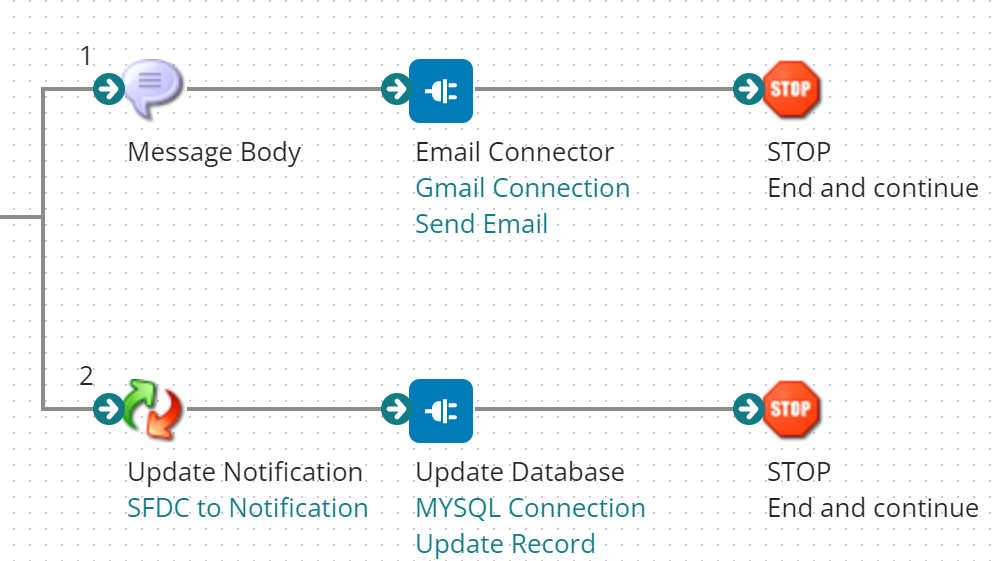 1
Message Body
Email Connector
Gmail Connection
Send Email
STOP
STOP
End and continue
2
Update Notification
SFDC to Notification
Update Database
MYSQL Connection
Update Record
STOP
STOP
End and continue